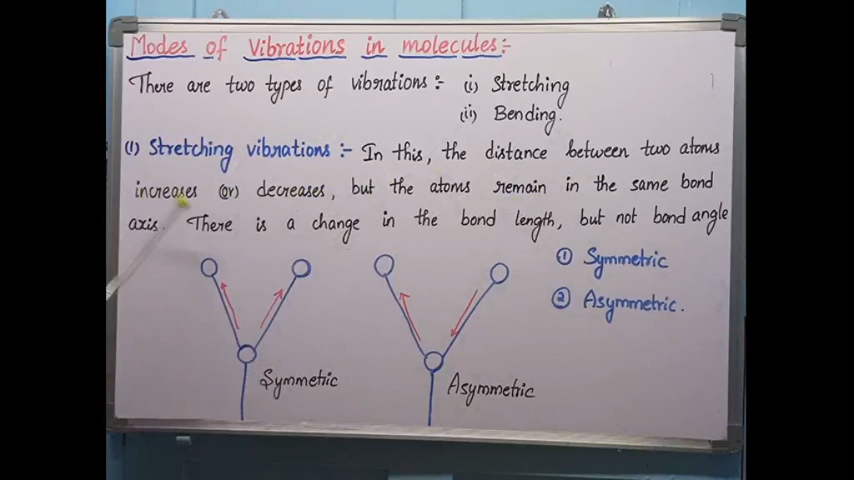 Modes of Vibrations in molecules:-
There are two types of vibrations:- (i) Stretching
(ii) Bending.
(1) Stretching vibrations:- In this, the distance between two atoms
increases (or) decreases, but the atoms remain in the same bond
axis. There is a change in the bond length, but not bond angle
① Symmetric
② Asymmetric.
Symmetric
Asymmetric